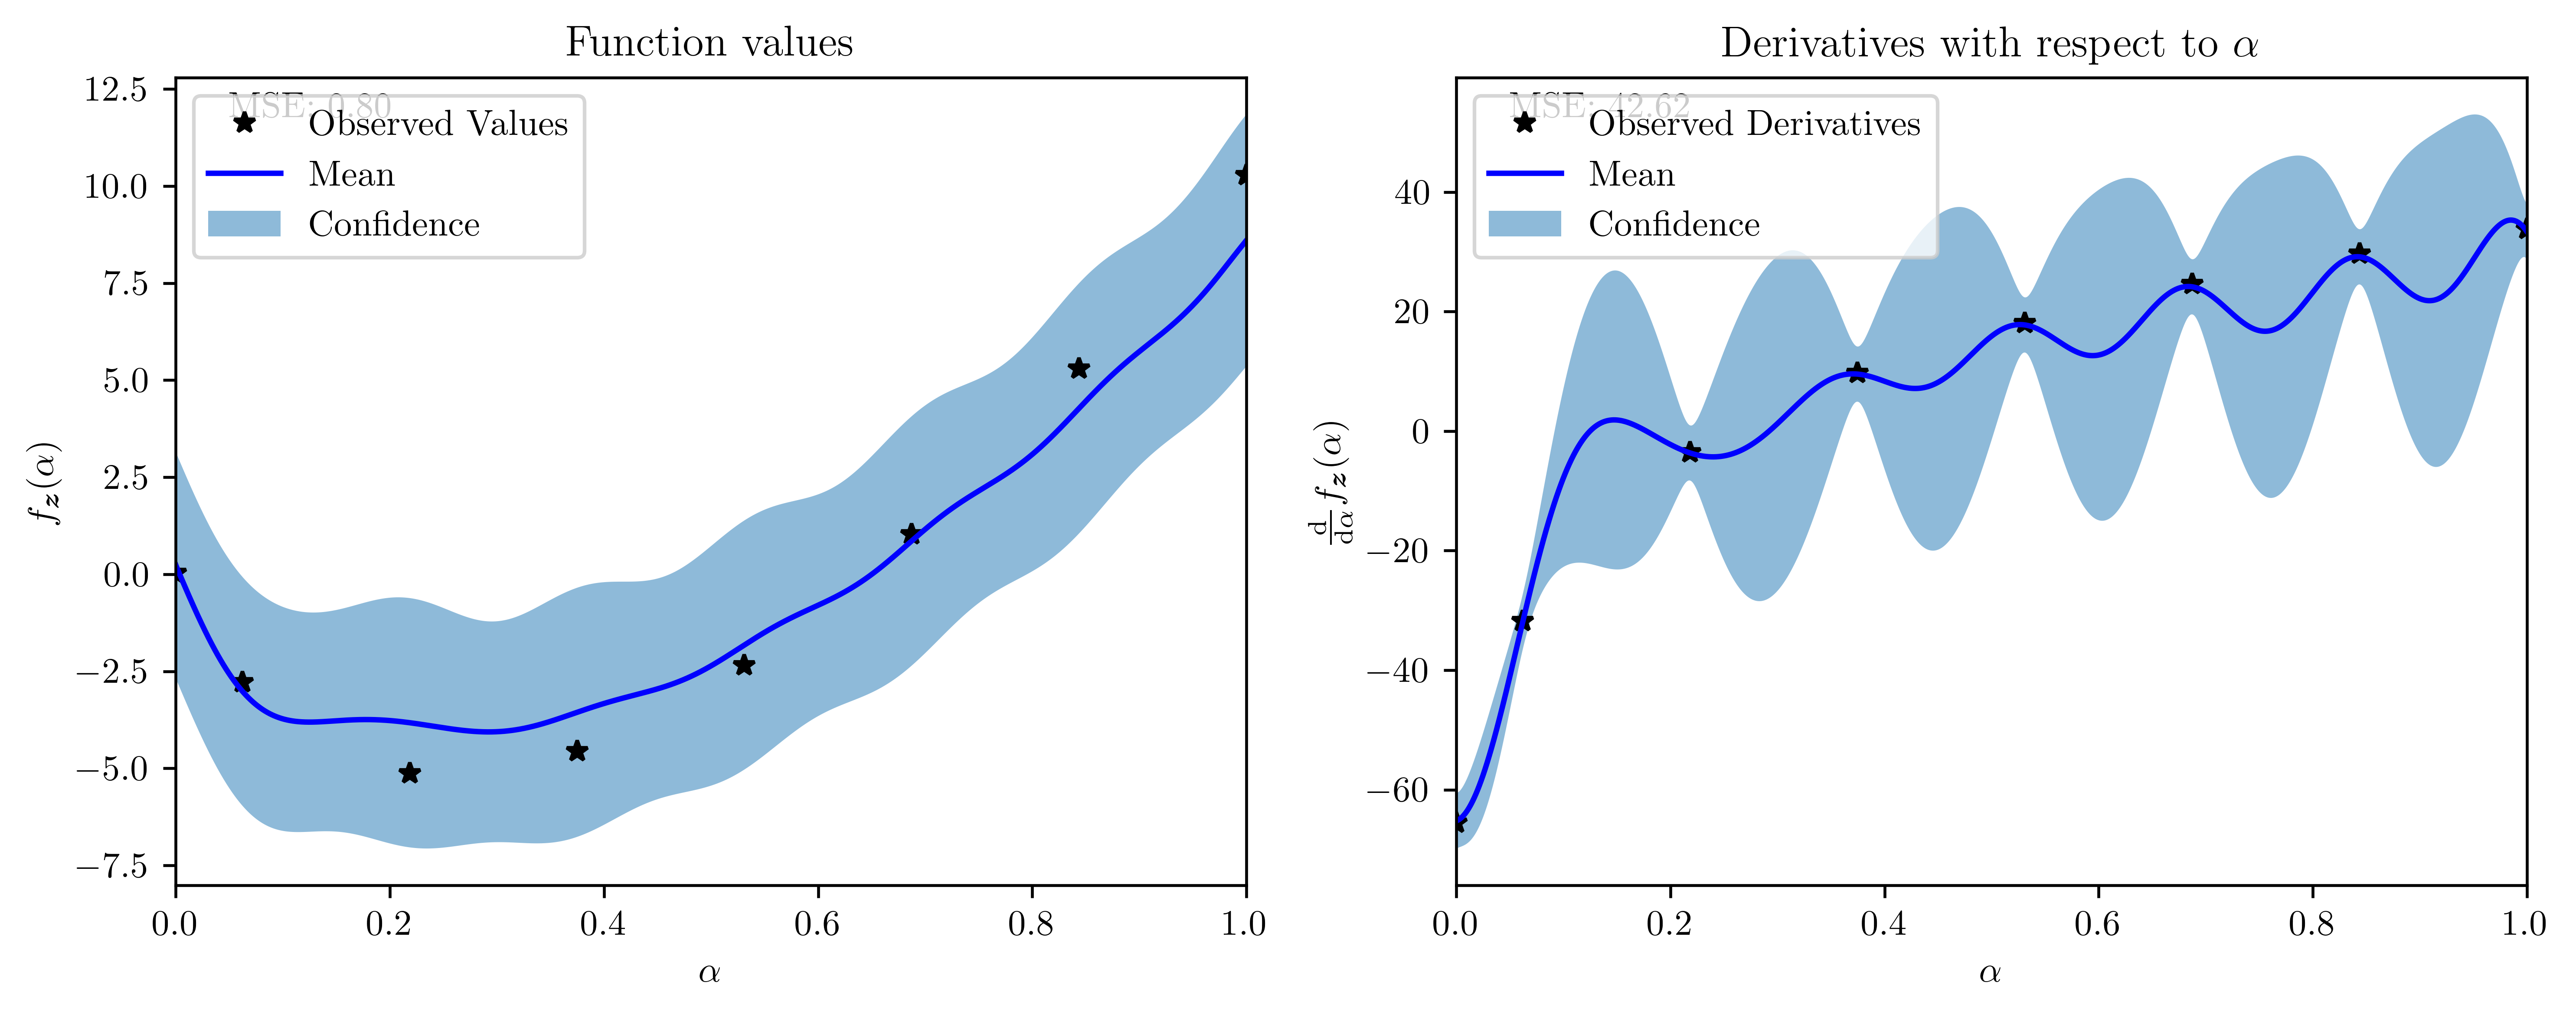 Function values
MSE: 0.80
Observed Values
Mean
Confidence
12.5
10.0
7.5
5.0
2.5
0.0
−2.5
−5.0
−7.5
f_z(α)
0.0 0.2 0.4 0.6 0.8 1.0
α
Derivatives with respect to α
MSE: 42.62
Observed Derivatives
Mean
Confidence
40
20
0
−20
−40
−60
d/dα f_z(α)
0.0 0.2 0.4 0.6 0.8 1.0
α